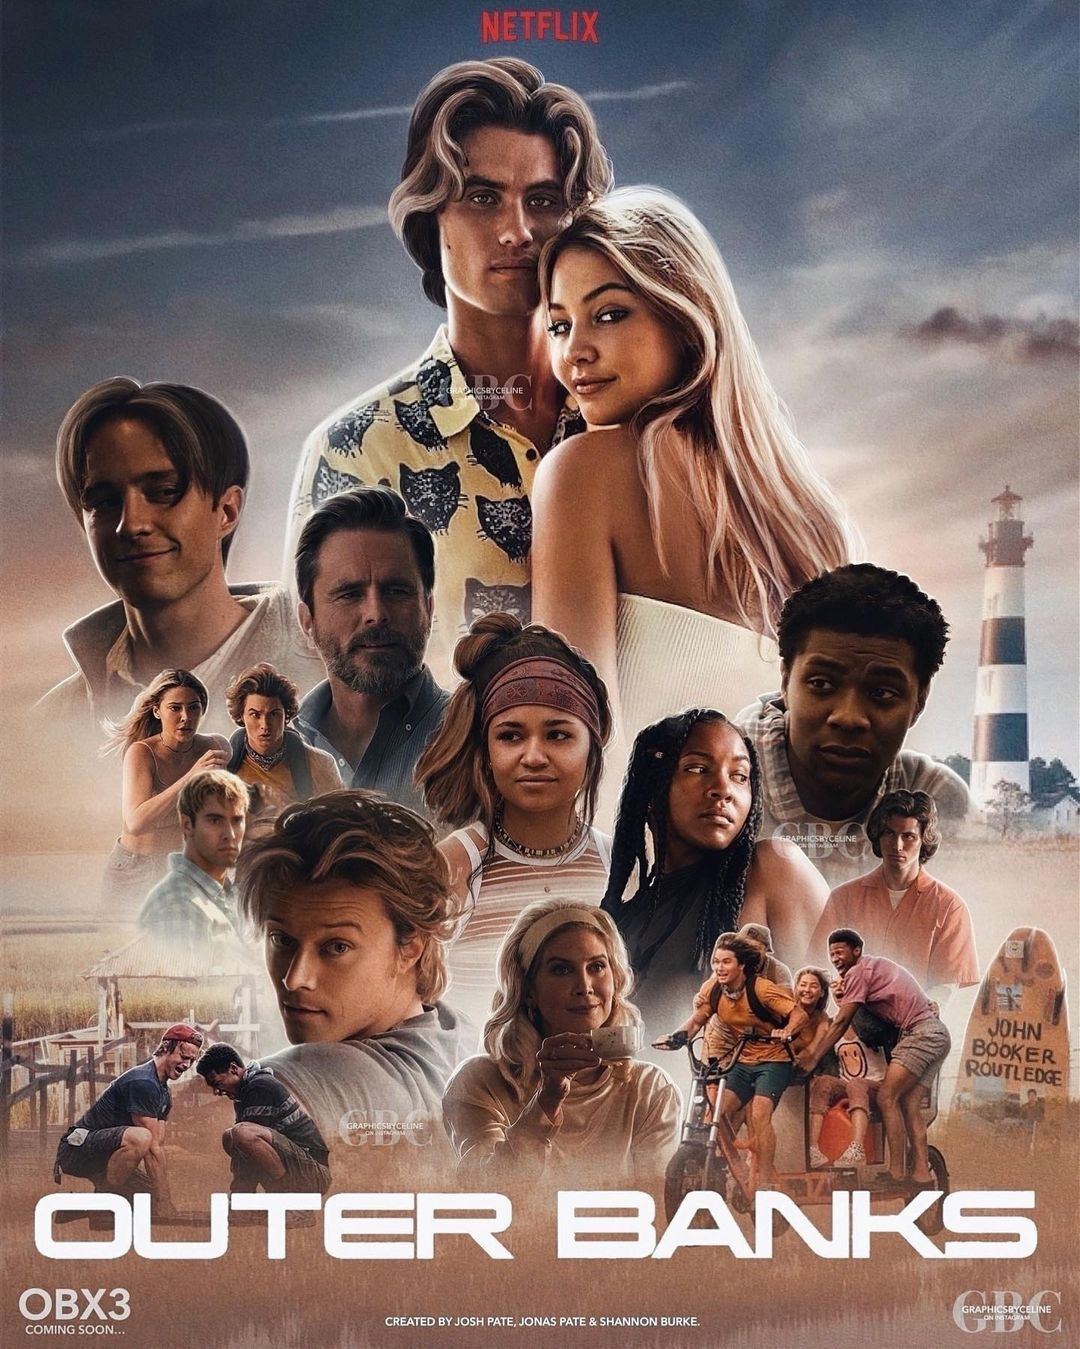 NETFLIX
GBC
GRAPHICSBYCELINE
ON INSTAGRAM
GBC
GRAPHICSBYCELINE
ON INSTAGRAM
JOHN
BOOKER
ROUTLEDGE
GBC
GRAPHICSBYCELINE
ON INSTAGRAM
OUTER BANKS
OBX3
COMING SOON...
CREATED BY JOSH PATE, JONAS PATE & SHANNON BURKE.
GBC
GRAPHICSBYCELINE
ON INSTAGRAM